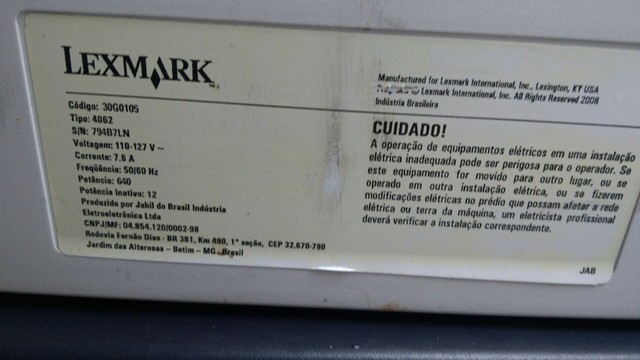 LEXMARK
Código: 30G0105
Tipo: 4062
S/N: 794B7LN
Voltagem: 110-127 V ~
Corrente: 7.6 A
Freqüência: 50/60 Hz
Potência: 640
Potência Inativo: 12
Produzido por Jabil do Brasil Indústria
Eletroeletrônica Ltda
CNPJ/MF: 04.854.120/0002-98
Rodovia Fernão Dias - BR 381, Km 490, 1ª seção, CEP 32.670-790
Jardim das Alterosas – Betim – MG - Brasil
Manufactured for Lexmark International, Inc., Lexington, KY USA
Lexmark International, Inc. All Rights Reserved 2008
Indústria Brasileira
CUIDADO!
A operação de equipamentos elétricos em uma instalação
elétrica inadequada pode ser perigosa para o operador. Se
este equipamento for movido para outro lugar, ou se
operado em outra instalação elétrica, ou se fizerem
modificações elétricas no prédio que possam afetar a rede
elétrica ou terra da máquina, um eletricista profissional
deverá verificar a instalação correspondente.
JAB